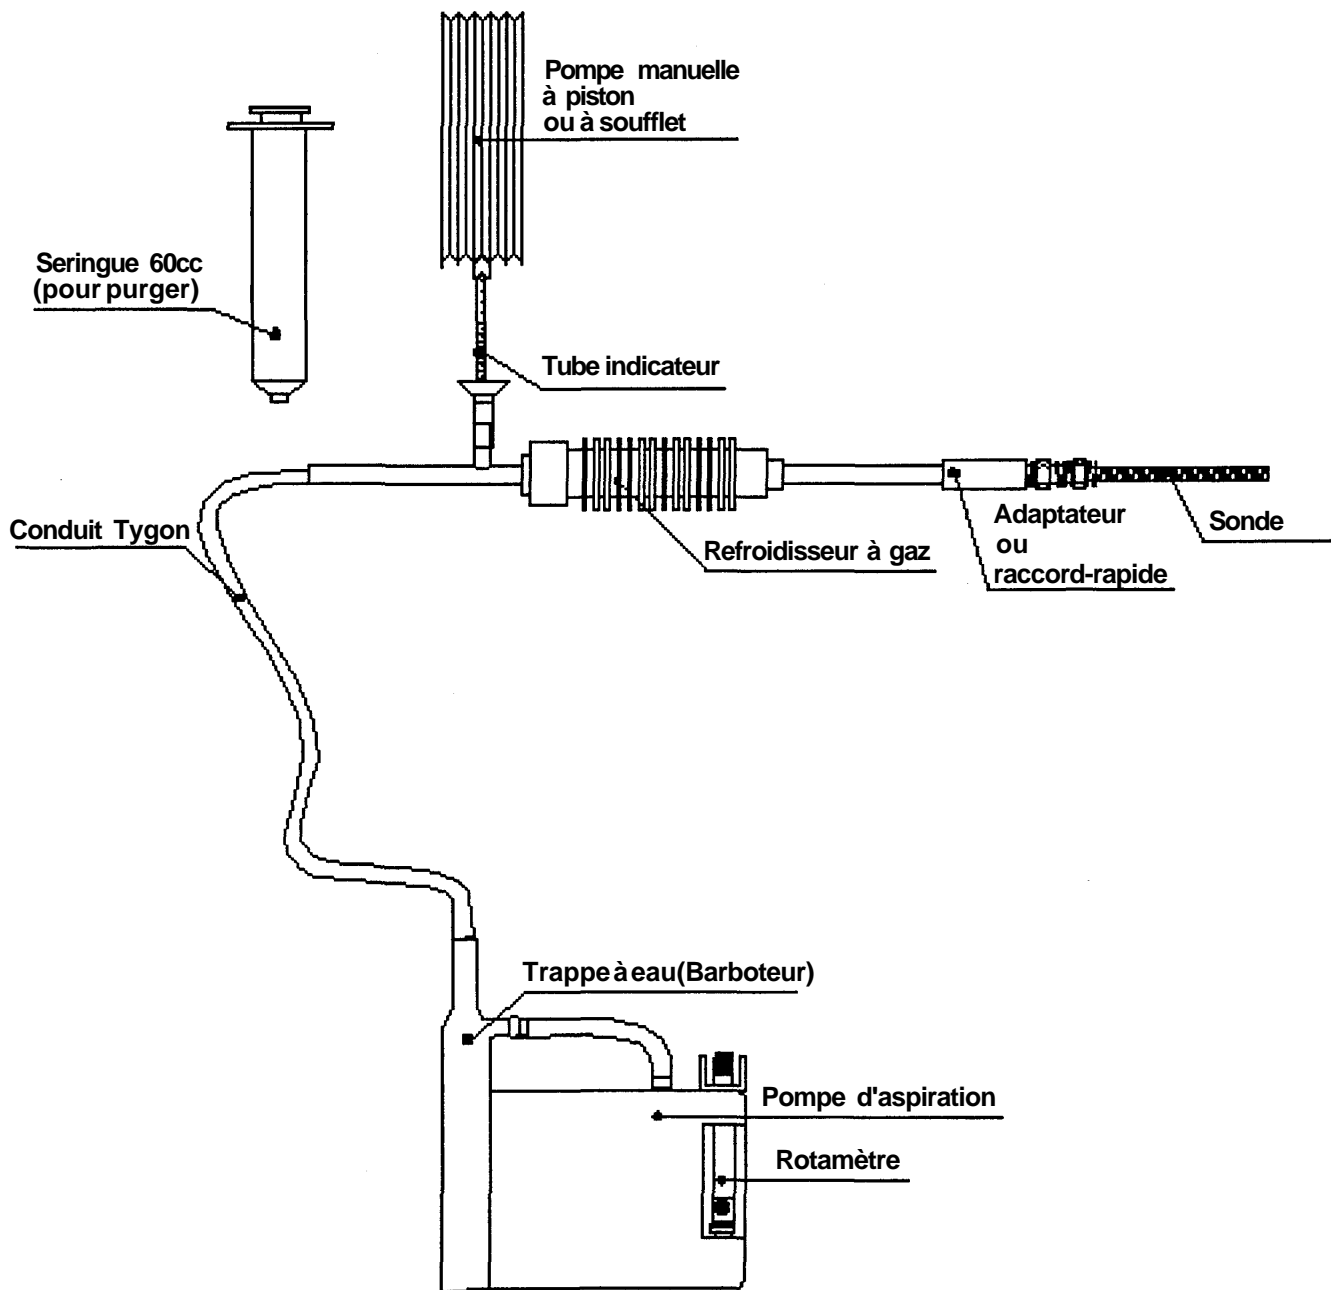 Pompe manuelle
à piston
ou à soufflet
Seringue 60cc
(pour purger)
Tube indicateur
Conduit Tygon
Refroidisseur à gaz
Adaptateur
ou
raccord-rapide
Sonde
Trappe à eau (Barboteur)
Pompe d'aspiration
Rotamètre